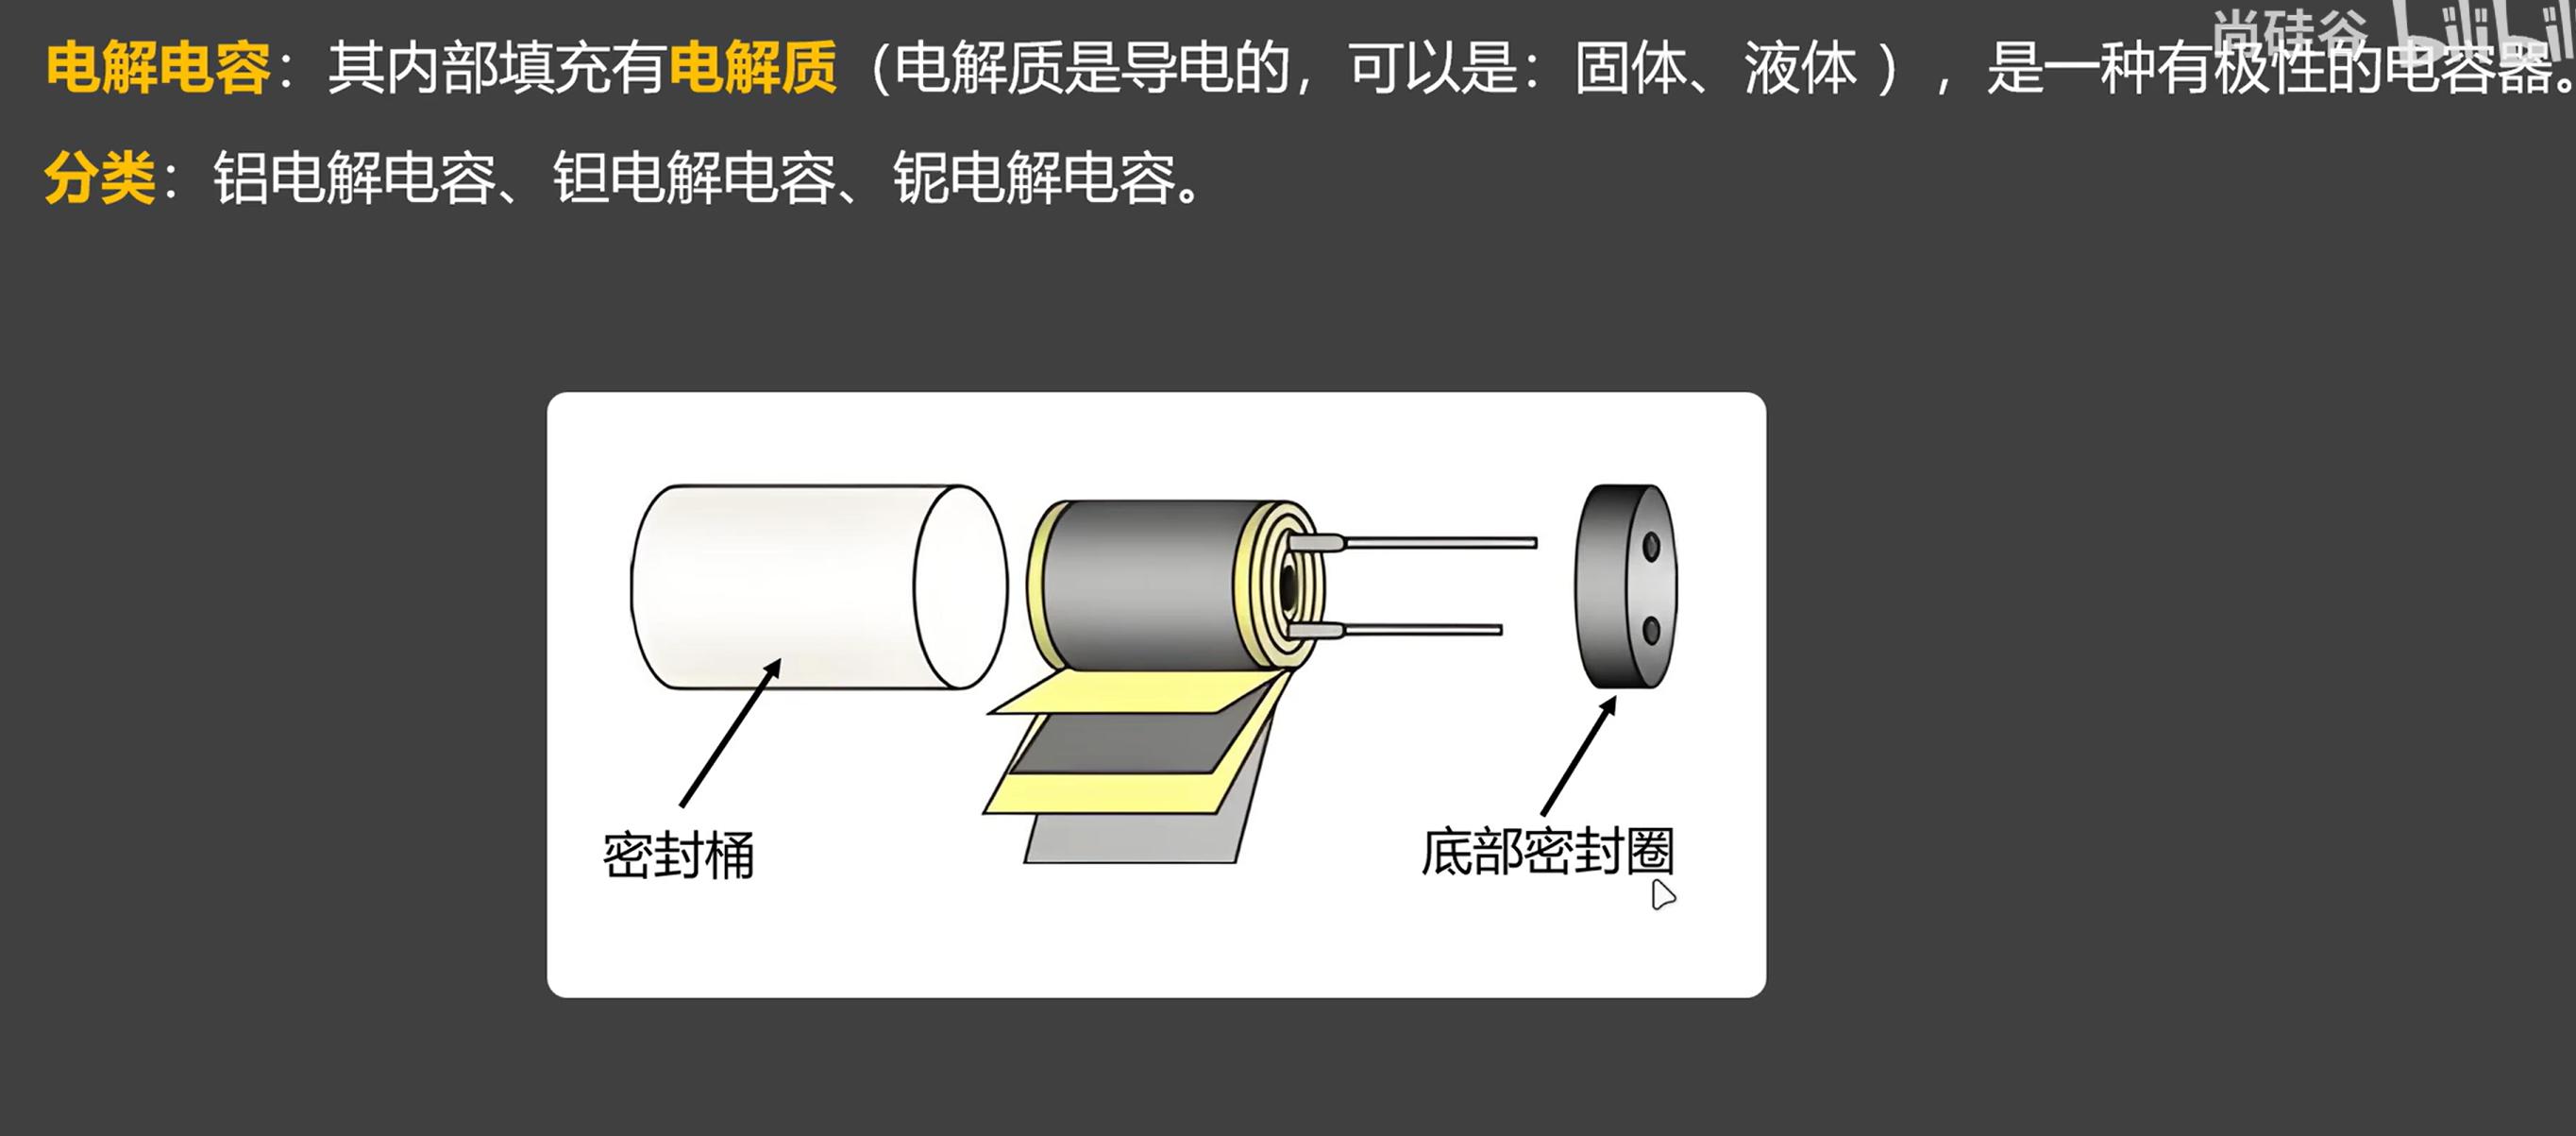 尚硅谷 bilibili
电解电容：其内部填充有电解质（电解质是导电的，可以是：固体、液体 ），是一种有极性的电容器。
分类：铝电解电容、钽电解电容、铌电解电容。
密封桶
底部密封圈